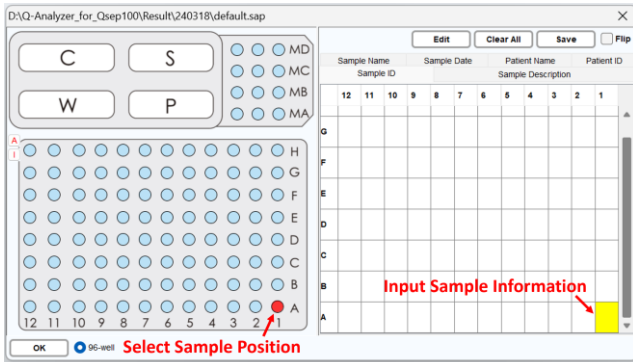 D:\Q-Analyzer_for_Qsep100\Result\240318\default.sap
C S
W P
MD
MC
MB
MA
A
I
H
G
F
E
D
C
B
A
12 11 10 9 8 7 6 5 4 3 2 1
OK 96-well Select Sample Position
Edit Clear All Save Flip
Sample Name Sample Date Patient Name Patient ID
Sample ID Sample Description
12 11 10 9 8 7 6 5 4 3 2 1
G
F
E
D
C
B
A
Input Sample Information